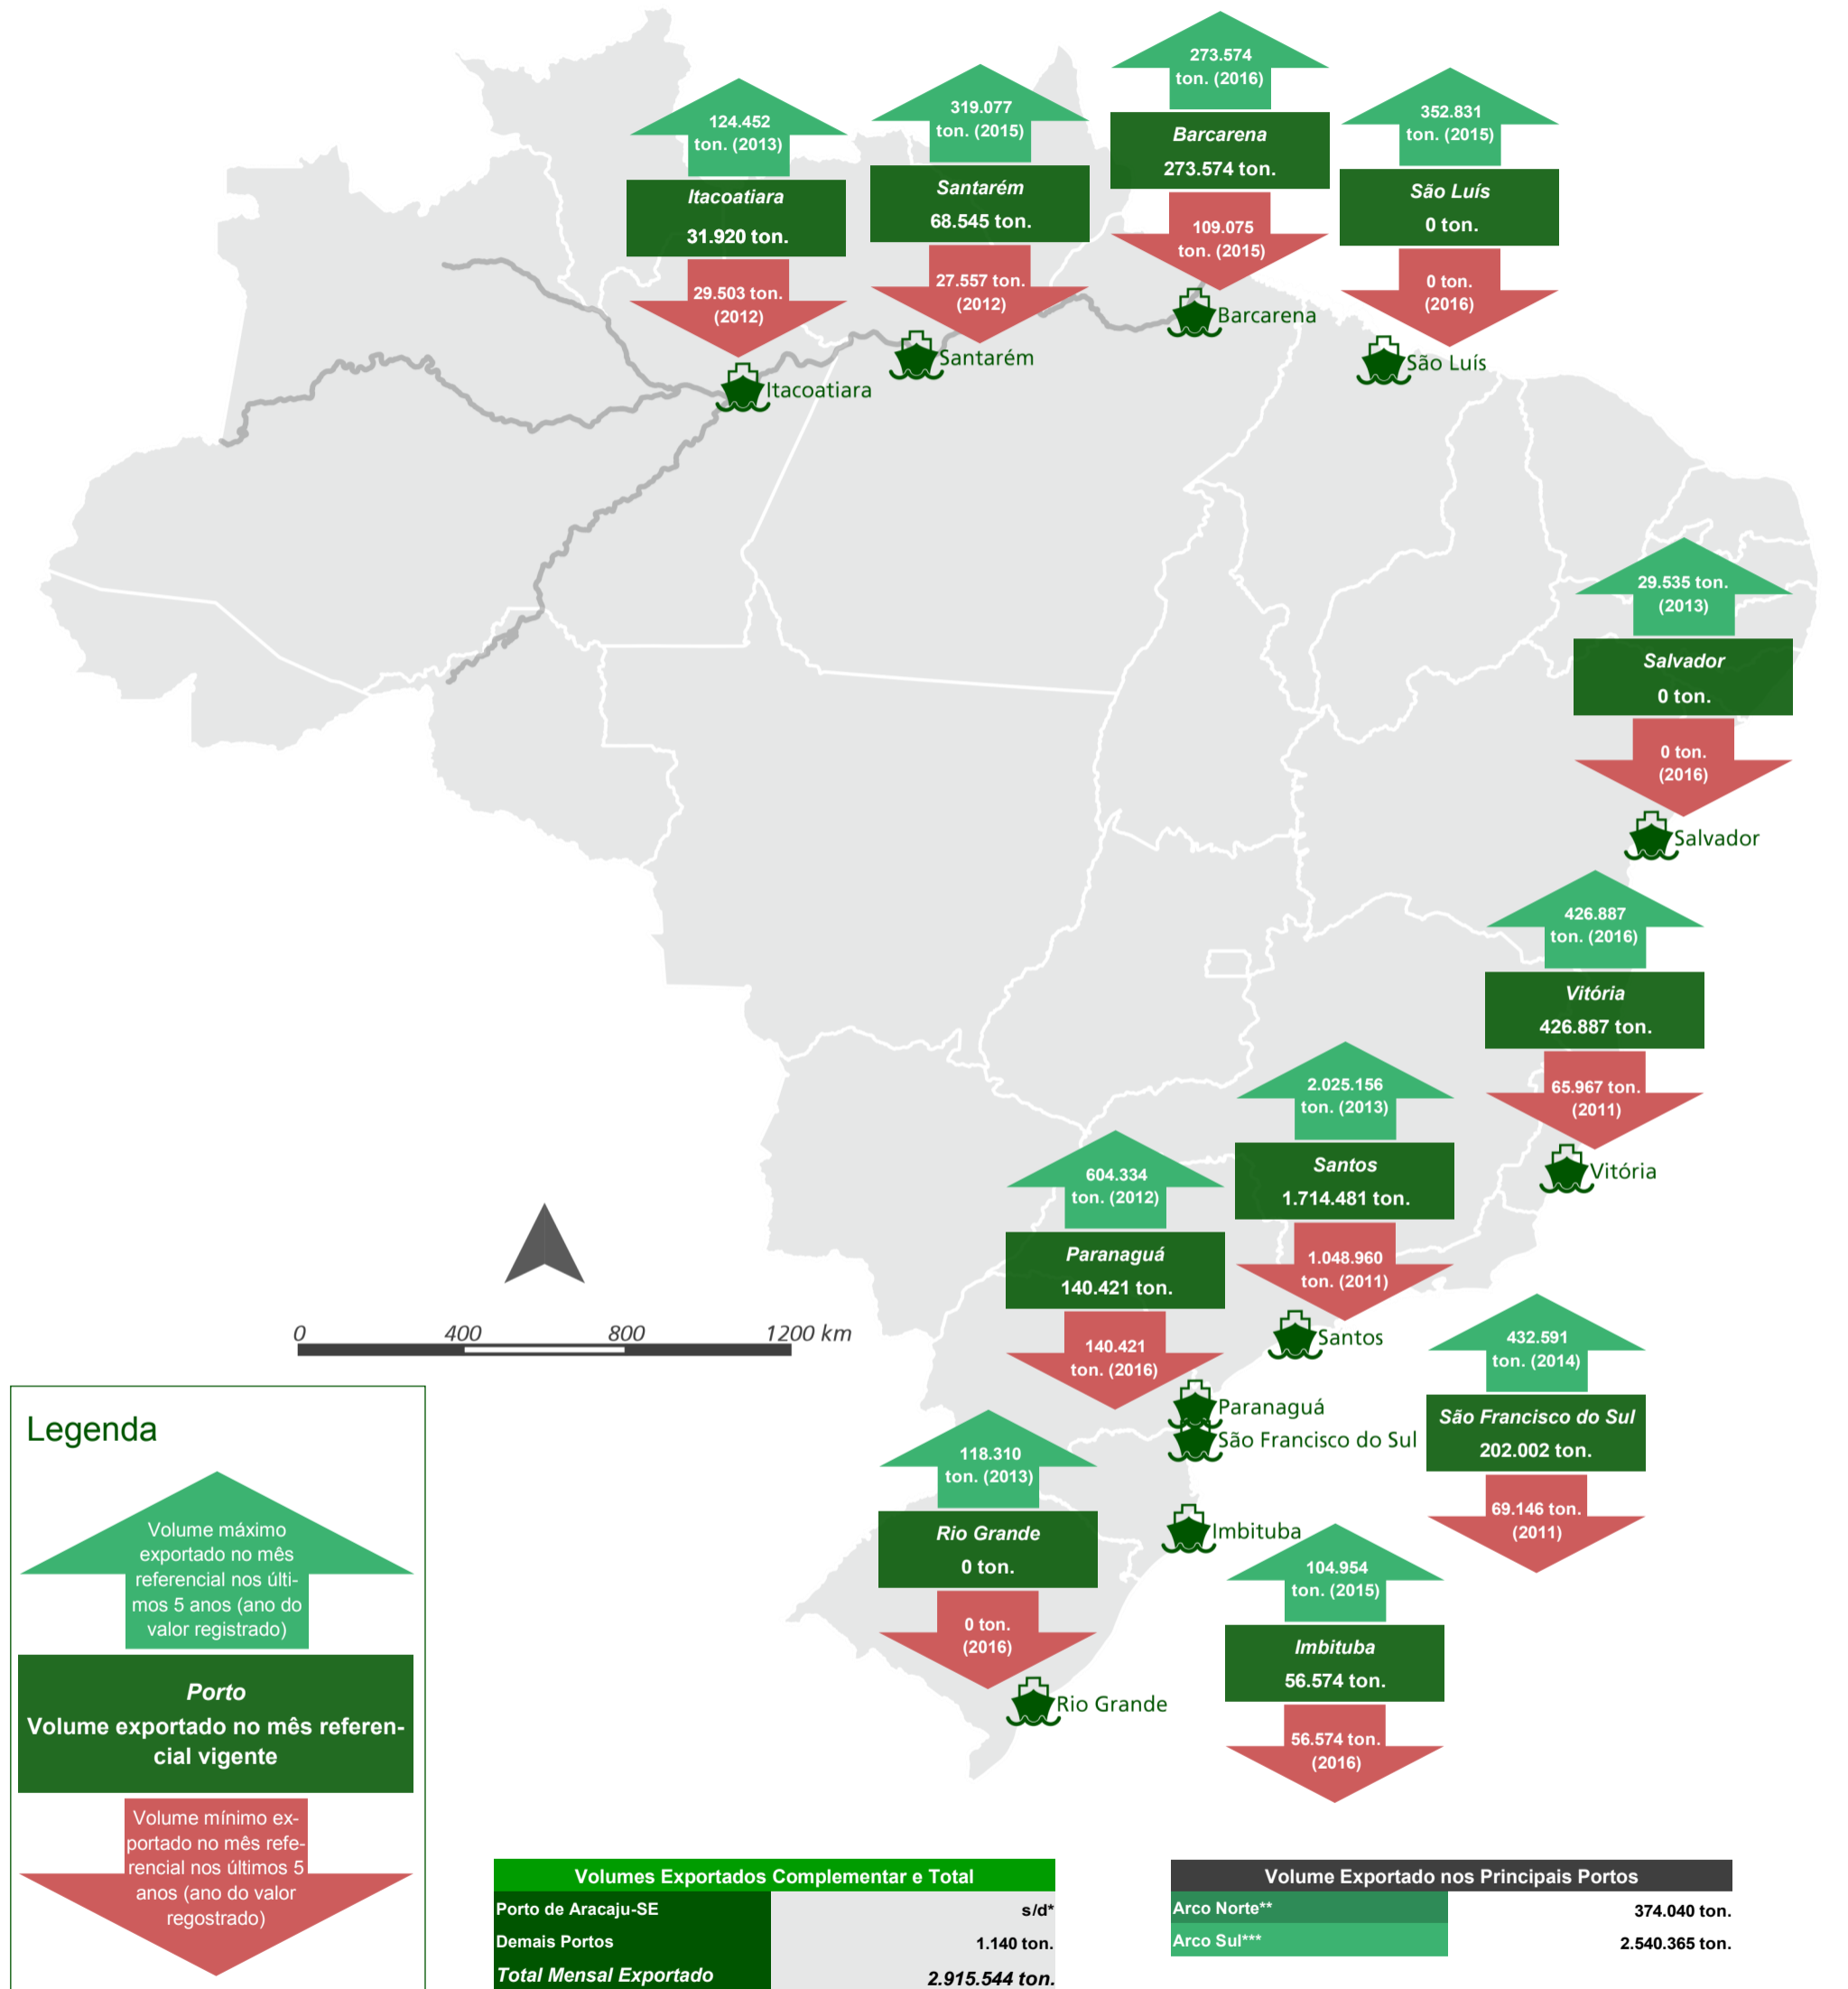 273.574
ton. (2016)
Barcarena
273.574 ton.
109.075
ton. (2015)
319.077
ton. (2015)
Santarém
68.545 ton.
27.557 ton.
(2012)
352.831
ton. (2015)
São Luís
0 ton.
0 ton.
(2016)
124.452
ton. (2013)
Itacoatiara
31.920 ton.
29.503 ton.
(2012)
Barcarena
Santarém
São Luís
Itacoatiara
29.535 ton.
(2013)
Salvador
0 ton.
0 ton.
(2016)
Salvador
426.887
ton. (2016)
Vitória
426.887 ton.
65.967 ton.
(2011)
Vitória
2.025.156
ton. (2013)
Santos
1.714.481 ton.
1.048.960
ton. (2011)
Santos
604.334
ton. (2012)
Paranaguá
140.421 ton.
140.421
ton. (2016)
Paranaguá
São Francisco do Sul
432.591
ton. (2014)
São Francisco do Sul
202.002 ton.
69.146 ton.
(2011)
0 400 800 1200 km
118.310
ton. (2013)
Rio Grande
0 ton.
0 ton.
(2016)
Rio Grande
Imbituba
104.954
ton. (2015)
Imbituba
56.574 ton.
56.574 ton.
(2016)
Legenda
Volume máximo
exportado no mês
referencial nos últi-
mos 5 anos (ano do
valor registrado)
Porto
Volume exportado no mês referen-
cial vigente
Volume mínimo ex-
portado no mês refe-
rencial nos últimos 5
anos (ano do valor
regostrado)
Volumes Exportados Complementar e Total
Porto de Aracaju-SE s/d*
Demais Portos 1.140 ton.
Total Mensal Exportado 2.915.544 ton.
Volume Exportado nos Principais Portos
Arco Norte** 374.040 ton.
Arco Sul*** 2.540.365 ton.